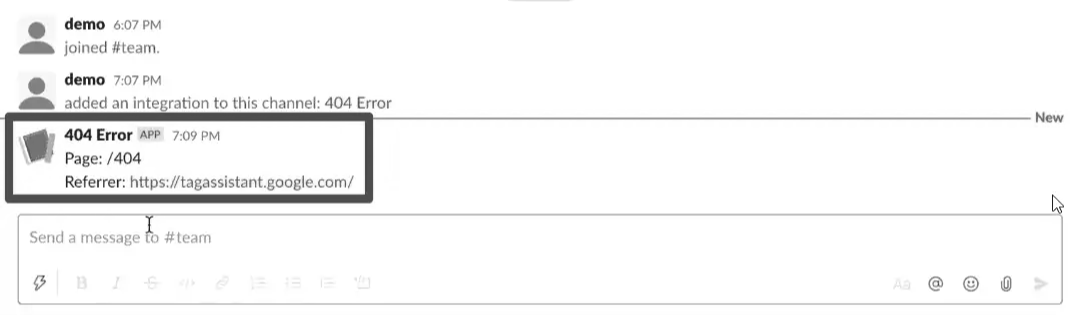 demo 6:07 PM
joined #team.
demo 7:07 PM
added an integration to this channel: 404 Error
New
404 Error APP 7:09 PM
Page: /404
Referrer: https://tagassistant.google.com/
Send a message to #team
B I S </>
Aa @